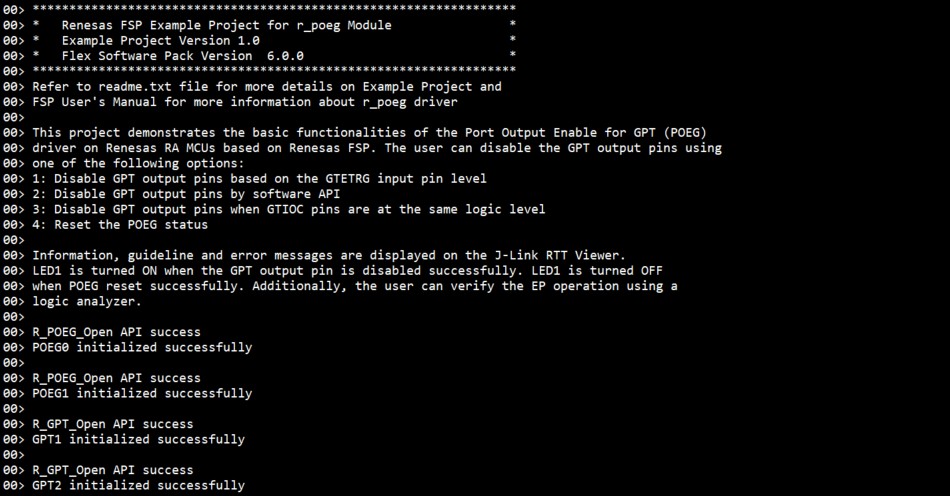 00> **********************************************************************
00> *   Renesas FSP Example Project for r_poeg Module                *
00> *   Example Project Version 1.0                                  *
00> *   Flex Software Pack Version  6.0.0                            *
00> **********************************************************************
00> Refer to readme.txt file for more details on Example Project and
00> FSP User's Manual for more information about r_poeg driver
00>
00> This project demonstrates the basic functionalities of the Port Output Enable for GPT (POEG)
00> driver on Renesas RA MCUs based on Renesas FSP. The user can disable the GPT output pins using
00> one of the following options:
00> 1: Disable GPT output pins based on the GTETRG input pin level
00> 2: Disable GPT output pins by software API
00> 3: Disable GPT output pins when GTIOC pins are at the same logic level
00> 4: Reset the POEG status
00>
00> Information, guideline and error messages are displayed on the J-Link RTT Viewer.
00> LED1 is turned ON when the GPT output pin is disabled successfully. LED1 is turned OFF
00> when POEG reset successfully. Additionally, the user can verify the EP operation using a
00> logic analyzer.
00>
00> R_POEG_Open API success
00> POEG0 initialized successfully
00>
00> R_POEG_Open API success
00> POEG1 initialized successfully
00>
00> R_GPT_Open API success
00> GPT1 initialized successfully
00>
00> R_GPT_Open API success
00> GPT2 initialized successfully